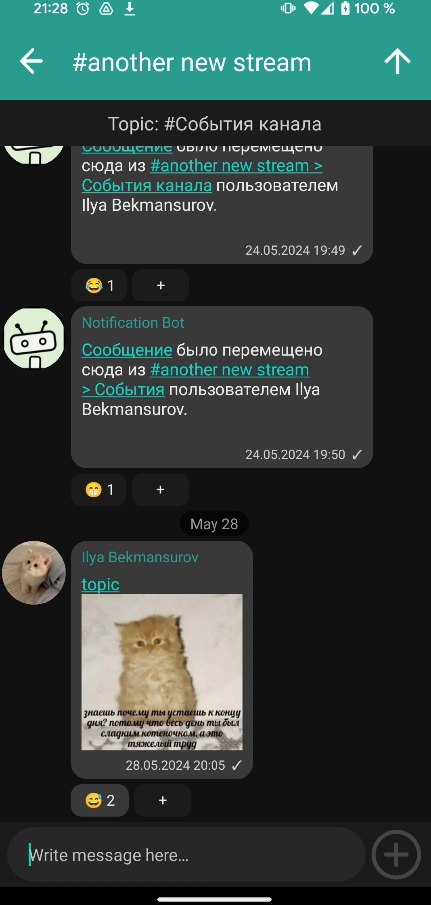 21:28
100 %
#another new stream
Topic: #События канала
Сообщение было перемещено
сюда из #another new stream >
События канала пользователем
Ilya Bekmansurov.
24.05.2024 19:49 ✓
😂 1
+
Notification Bot
Сообщение было перемещено
сюда из #another new stream
> События пользователем Ilya
Bekmansurov.
24.05.2024 19:50 ✓
😁 1
+
May 28
Ilya Bekmansurov
topic
знаешь почему ты устаешь к концу
дня? потому что весь день ты был
сладким котеночком, а это
тяжелый труд
28.05.2024 20:05 ✓
😅 2
+
Write message here...